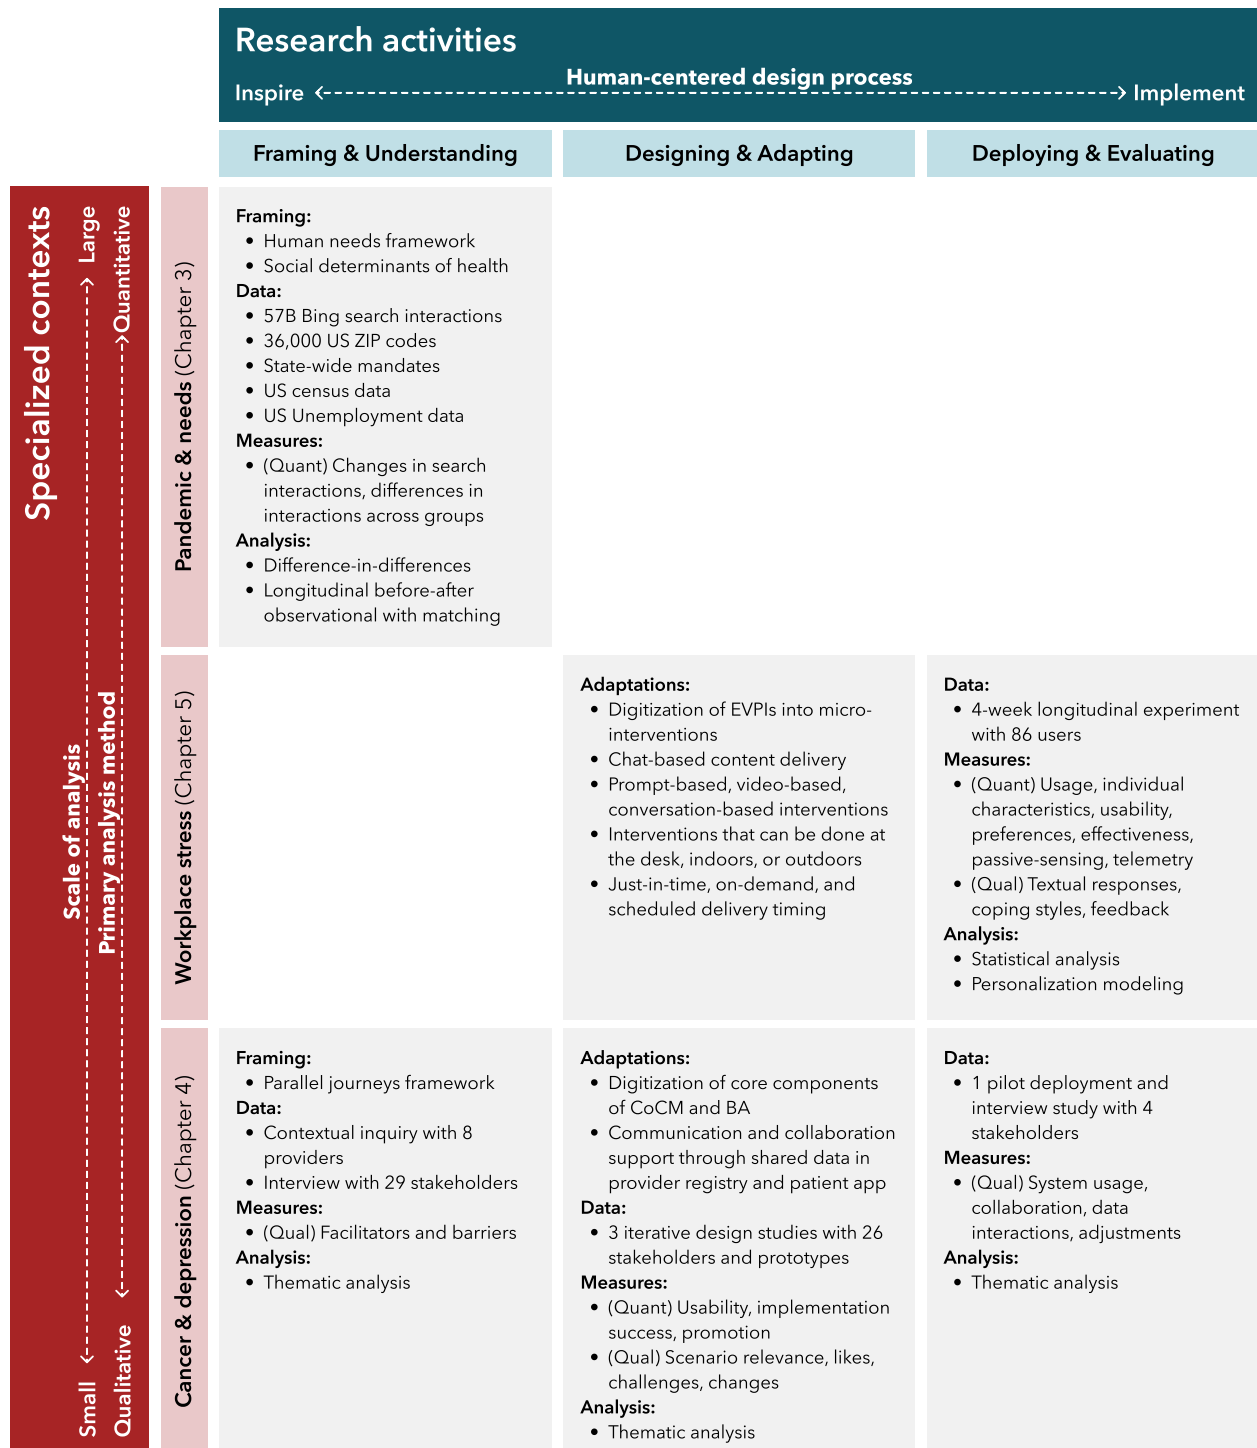 Research activities
Human-centered design process
Inspire
Implement
Framing & Understanding
Designing & Adapting
Deploying & Evaluating
Specialized contexts
Scale of analysis
Large
Small
Primary analysis method
Quantitative
Qualitative
Pandemic & needs (Chapter 3)
Framing:
• Human needs framework
• Social determinants of health
Data:
• 57B Bing search interactions
• 36,000 US ZIP codes
• State-wide mandates
• US census data
• US Unemployment data
Measures:
• (Quant) Changes in search
interactions, differences in
interactions across groups
Analysis:
• Difference-in-differences
• Longitudinal before-after
observational with matching
Workplace stress (Chapter 5)
Adaptations:
• Digitization of EVPIs into micro-
interventions
• Chat-based content delivery
• Prompt-based, video-based,
conversation-based interventions
• Interventions that can be done at
the desk, indoors, or outdoors
• Just-in-time, on-demand, and
scheduled delivery timing
Data:
• 4-week longitudinal experiment
with 86 users
Measures:
• (Quant) Usage, individual
characteristics, usability,
preferences, effectiveness,
passive-sensing, telemetry
• (Qual) Textual responses,
coping styles, feedback
Analysis:
• Statistical analysis
• Personalization modeling
Cancer & depression (Chapter 4)
Framing:
• Parallel journeys framework
Data:
• Contextual inquiry with 8
providers
• Interview with 29 stakeholders
Measures:
• (Qual) Facilitators and barriers
Analysis:
• Thematic analysis
Adaptations:
• Digitization of core components
of CoCM and BA
• Communication and collaboration
support through shared data in
provider registry and patient app
Data:
• 3 iterative design studies with 26
stakeholders and prototypes
Measures:
• (Quant) Usability, implementation
success, promotion
• (Qual) Scenario relevance, likes,
challenges, changes
Analysis:
• Thematic analysis
Data:
• 1 pilot deployment and
interview study with 4
stakeholders
Measures:
• (Qual) System usage,
collaboration, data
interactions, adjustments
Analysis:
• Thematic analysis